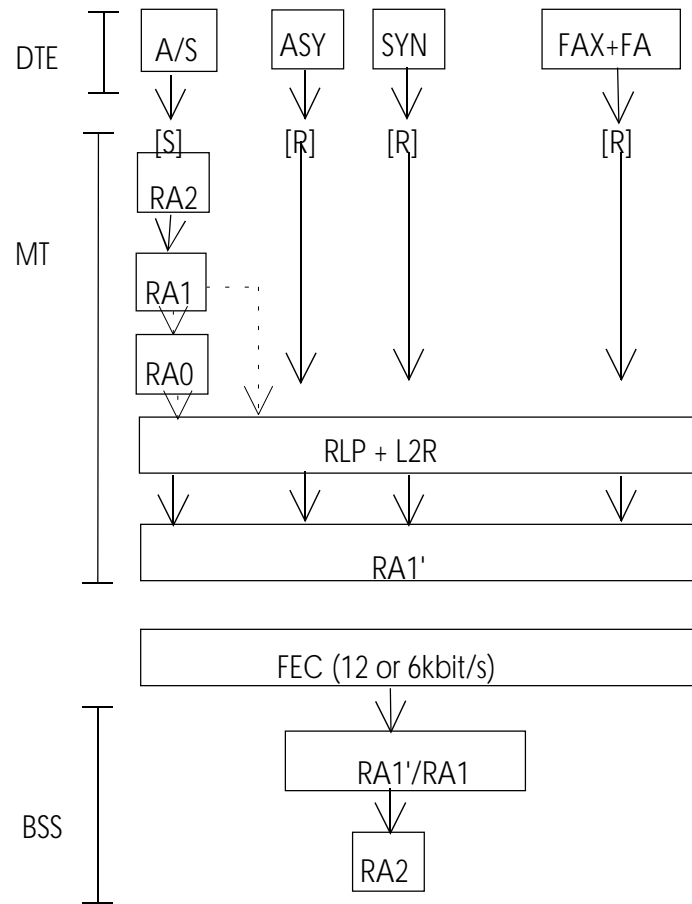 DTE
A/S ASY SYN FAX+FA
[S] [R] [R] [R]
MT
RA2
RA1
RA0
RLP + L2R
RA1'
FEC (12 or 6kbit/s)
BSS
RA1'/RA1
RA2